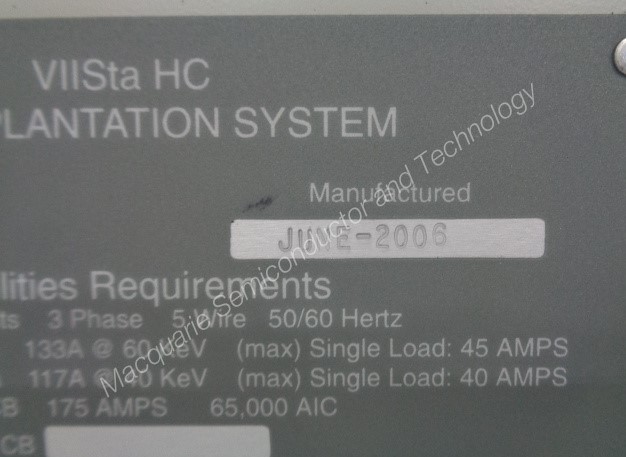 VIISta HC
PLANTATION SYSTEM
Manufactured
JUNE-2006
lities Requirements
ts 3 Phase 5 Wire 50/60 Hertz
133A @ 60 KeV (max) Single Load: 45 AMPS
117A @ 40 KeV (max) Single Load: 40 AMPS
CB 175 AMPS 65,000 AIC
CB
Macquarie Semiconductor and Technology